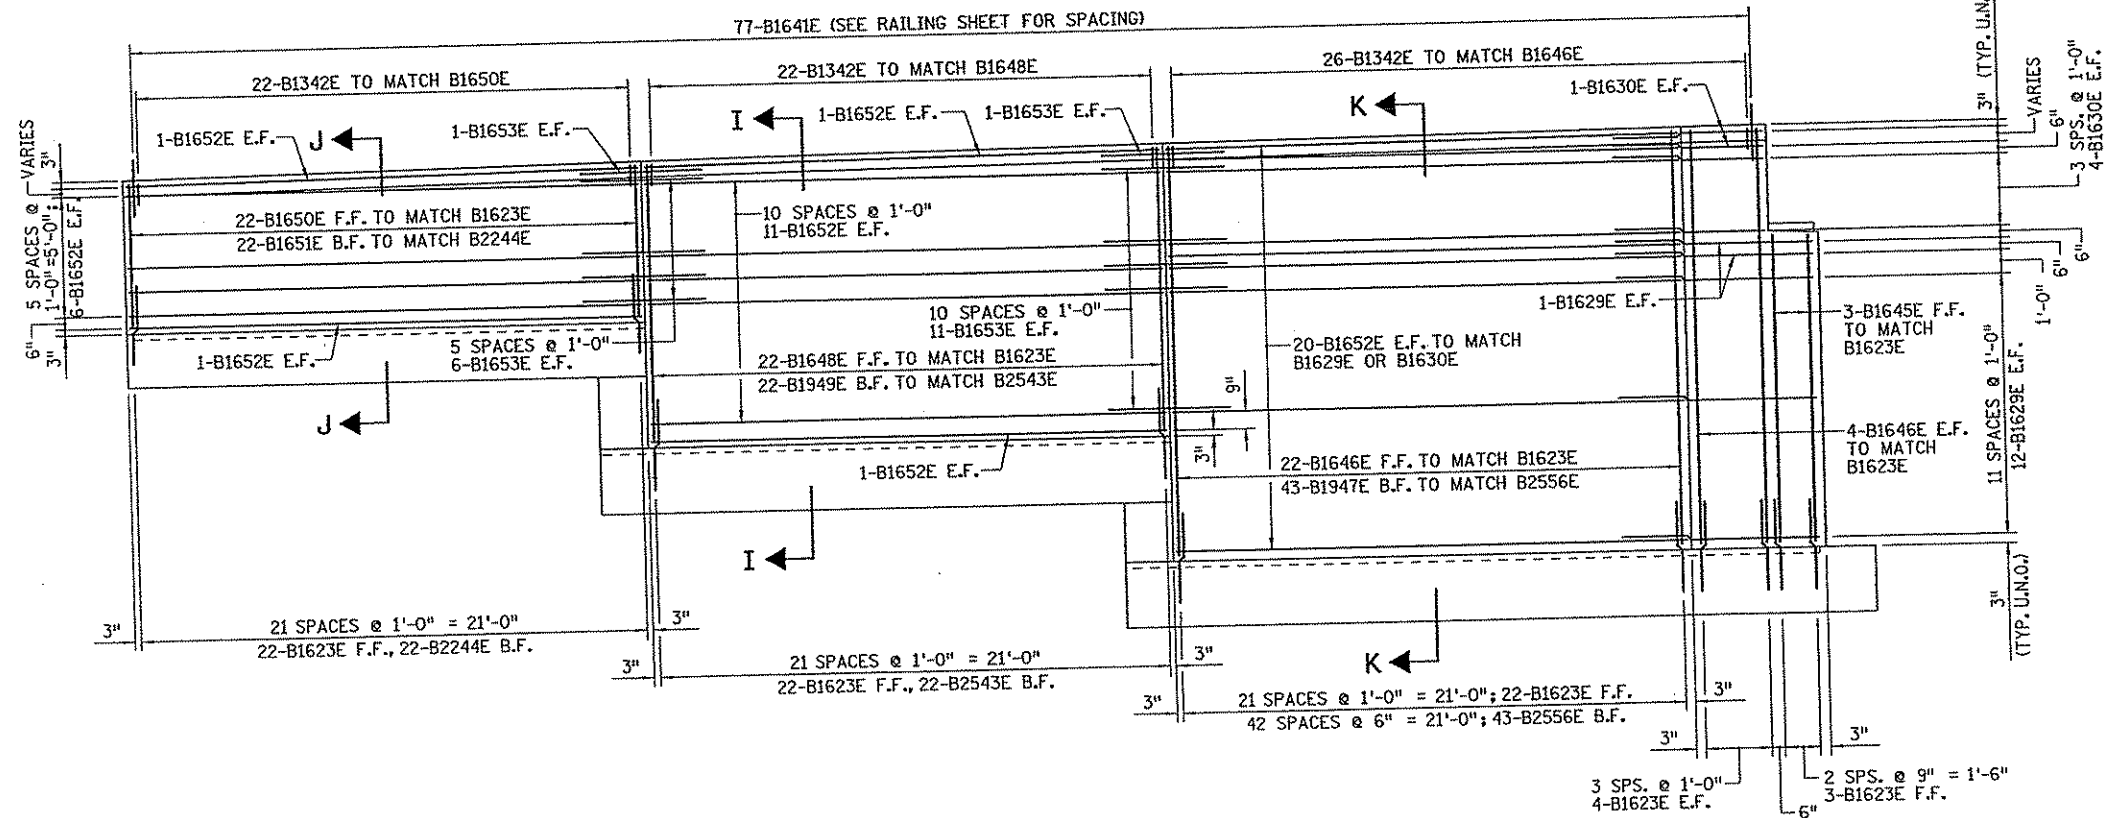 77-B1641E (SEE RAILING SHEET FOR SPACING)
22-B1342E TO MATCH B1650E
22-B1342E TO MATCH B1648E
26-B1342E TO MATCH B1646E
1-B1652E E.F.
J
1-B1653E E.F.
I
1-B1652E E.F.
1-B1653E E.F.
K
1-B1630E E.F.
3" (TYP. U.N.
VARIES
6"
3 SPS. @ 1'-0"
4-B1630E E.F.
5 SPACES @
1'-0"=5'-0";
6-B1652E E.F.
VARIES
3"
6"
3"
22-B1650E F.F. TO MATCH B1623E
22-B1651E B.F. TO MATCH B2244E
10 SPACES @ 1'-0"
11-B1652E E.F.
1-B1652E E.F.
5 SPACES @ 1'-0"
6-B1653E E.F.
10 SPACES @ 1'-0"
11-B1653E E.F.
22-B1648E F.F. TO MATCH B1623E
22-B1949E B.F. TO MATCH B2543E
1-B1652E E.F.
9"
3"
20-B1652E E.F. TO MATCH
B1629E OR B1630E
1-B1629E E.F.
22-B1646E F.F. TO MATCH B1623E
43-B1947E B.F. TO MATCH B2556E
3-B1645E F.F.
TO MATCH
B1623E
4-B1646E E.F.
TO MATCH
B1623E
6"
6"
1'-0"
11 SPACES @ 1'-0"
12-B1629E E.F.
3"
(TYP. U.N.O.)
J
I
K
3"
21 SPACES @ 1'-0" = 21'-0"
22-B1623E F.F., 22-B2244E B.F.
3"
3"
21 SPACES @ 1'-0" = 21'-0"
22-B1623E F.F., 22-B2543E B.F.
3"
3"
21 SPACES @ 1'-0" = 21'-0"; 22-B1623E F.F.
42 SPACES @ 6" = 21'-0"; 43-B2556E B.F.
3"
3"
3"
3 SPS. @ 1'-0"
4-B1623E E.F.
2 SPS. @ 9" = 1'-6"
3-B1623E F.F.
6"